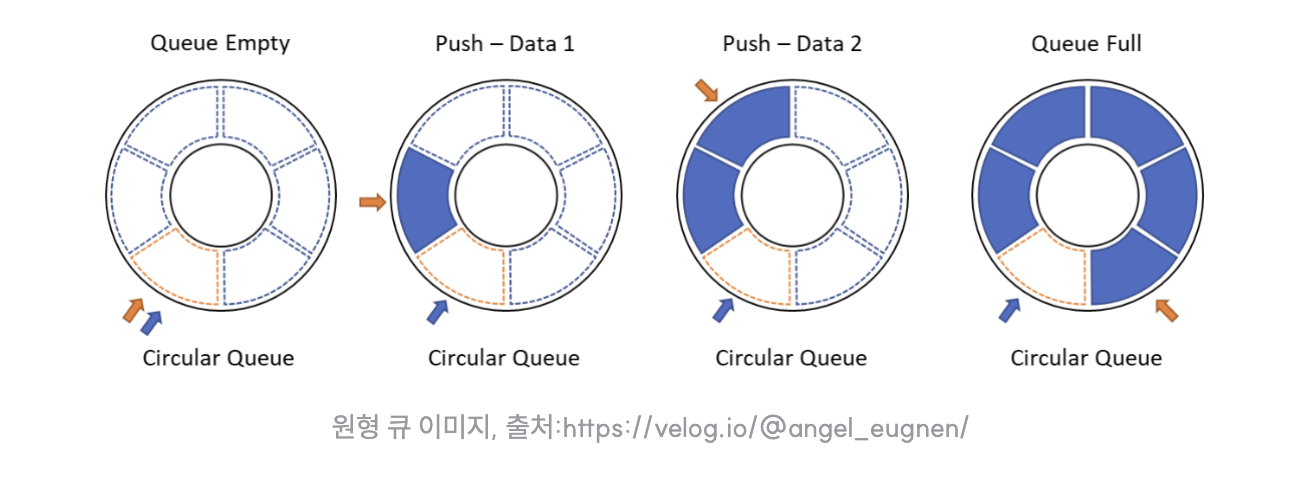 Queue Empty
Push – Data 1
Push – Data 2
Queue Full
Circular Queue
Circular Queue
Circular Queue
Circular Queue
원형 큐 이미지, 출처:https://velog.io/@angel_eugnen/